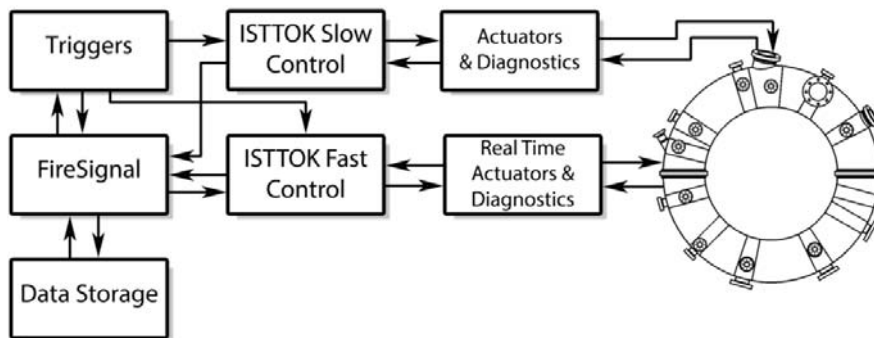 Triggers
ISTTOK Slow
Control
Actuators
& Diagnostics
FireSignal
ISTTOK Fast
Control
Real Time
Actuators &
Diagnostics
Data Storage